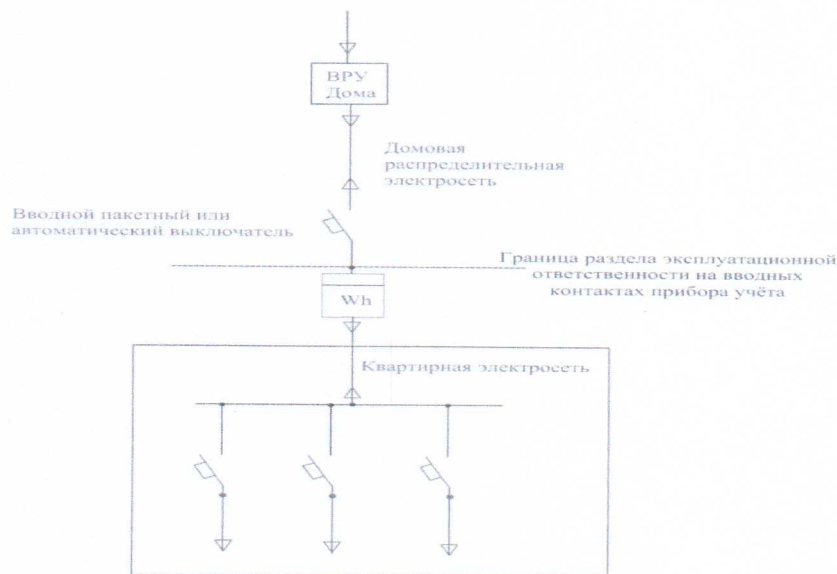 ВРУ
Дома
Домовая
распределительная
электросеть
Вводной пакетный или
автоматический выключатель
Граница раздела эксплуатационной
ответственности на вводных
контактах прибора учёта
Wh
Квартирная электросеть